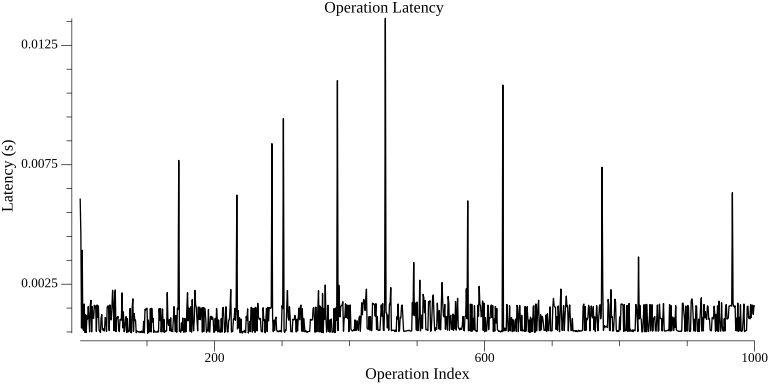 Operation Latency
0.0125
0.0075
0.0025
Latency (s)
200
600
1000
Operation Index